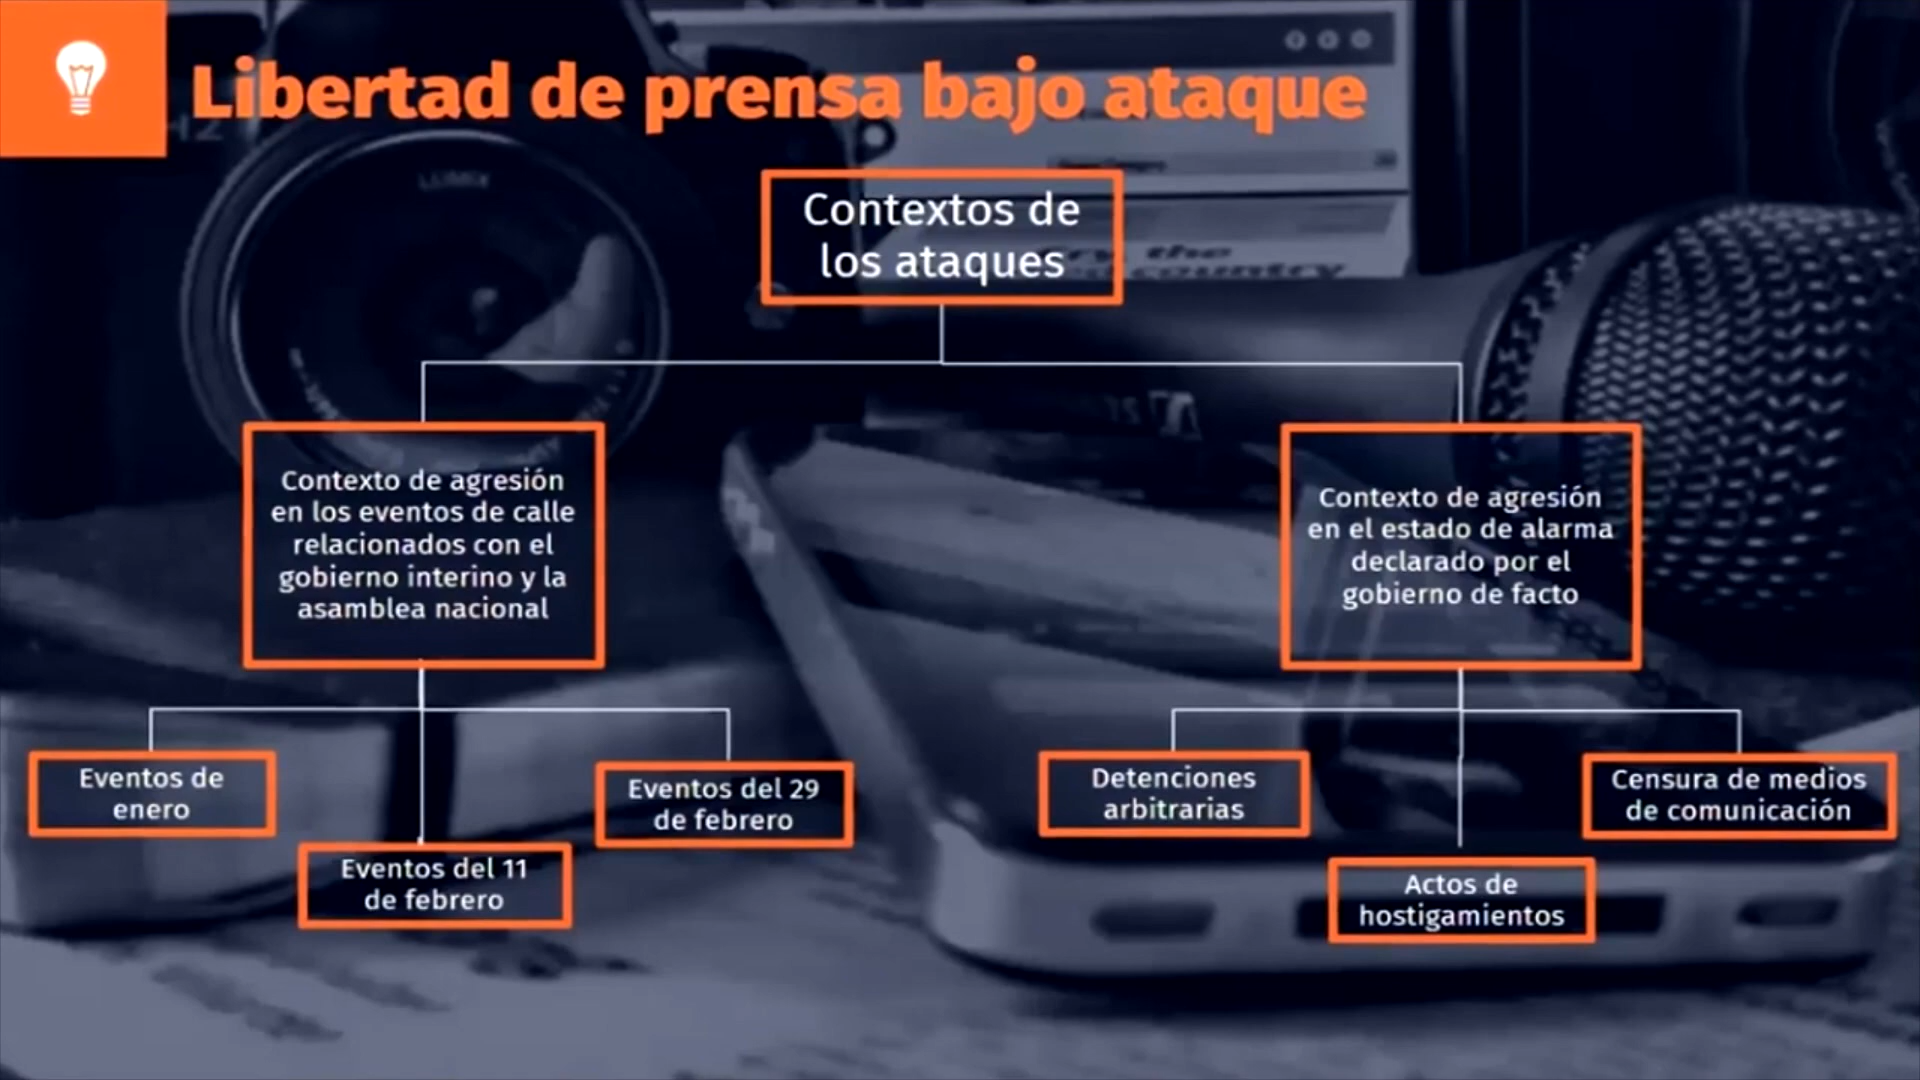 Libertad de prensa bajo ataque
Contextos de
los ataques
Contexto de agresión
en los eventos de calle
relacionados con el
gobierno interino y la
asamblea nacional
Contexto de agresión
en el estado de alarma
declarado por el
gobierno de facto
Eventos de
enero
Eventos del 11
de febrero
Eventos del 29
de febrero
Detenciones
arbitrarias
Actos de
hostigamientos
Censura de medios
de comunicación
LUMIX
the
country